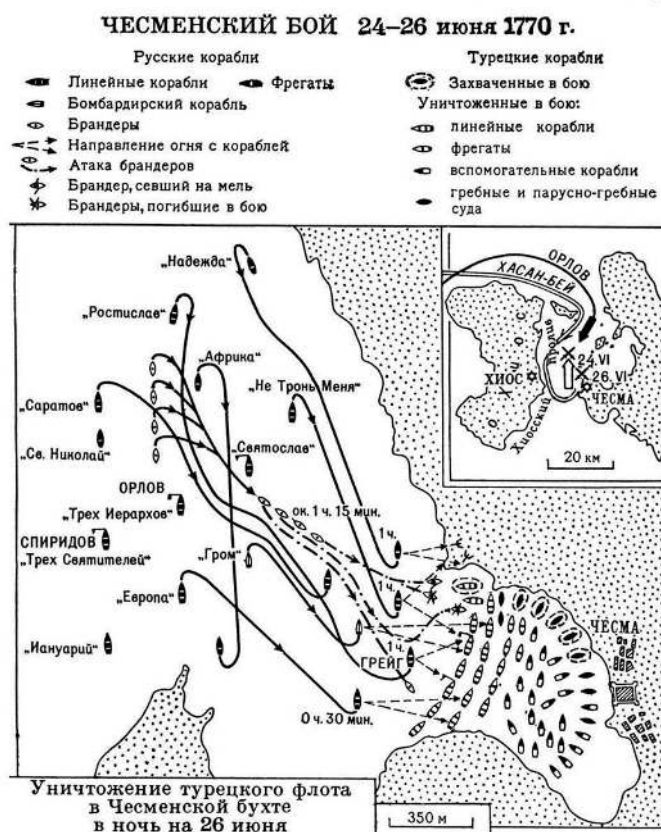 ЧЕСМЕНСКИЙ БОЙ 24–26 июня 1770 г.
Русские корабли
Линейные корабли
Фрегаты
Бомбардирский корабль
Брандеры
Направление огня с кораблей
Атака брандеров
Брандер, севший на мель
Брандеры, погибшие в бою
Турецкие корабли
Захваченные в бою
Уничтоженные в бою:
линейные корабли
фрегаты
вспомогательные корабли
гребные и парусно-гребные
суда
„Надежда“
„Ростислав“
„Африка“
„Не Тронь Меня“
„Саратов“
„Св. Николай“
„Святослав“
ОРЛОВ
„Трех Иерархов“
ок. 1 ч. 15 мин.
СПИРИДОВ
„Трех Святителей“
„Гром“
1 ч.
„Европа“
1 ч.
„Иануарий“
1 ч.
ГРЕЙГ
0 ч. 30 мин.
ЧЕСМА
ОРЛОВ
ХАСАН-БЕЙ
о. Хиос
ХИОС
Хиосский
пролив
24.VI
26.VI
ЧЕСМА
20 км
Уничтожение турецкого флота
в Чесменской бухте
в ночь на 26 июня
350 м